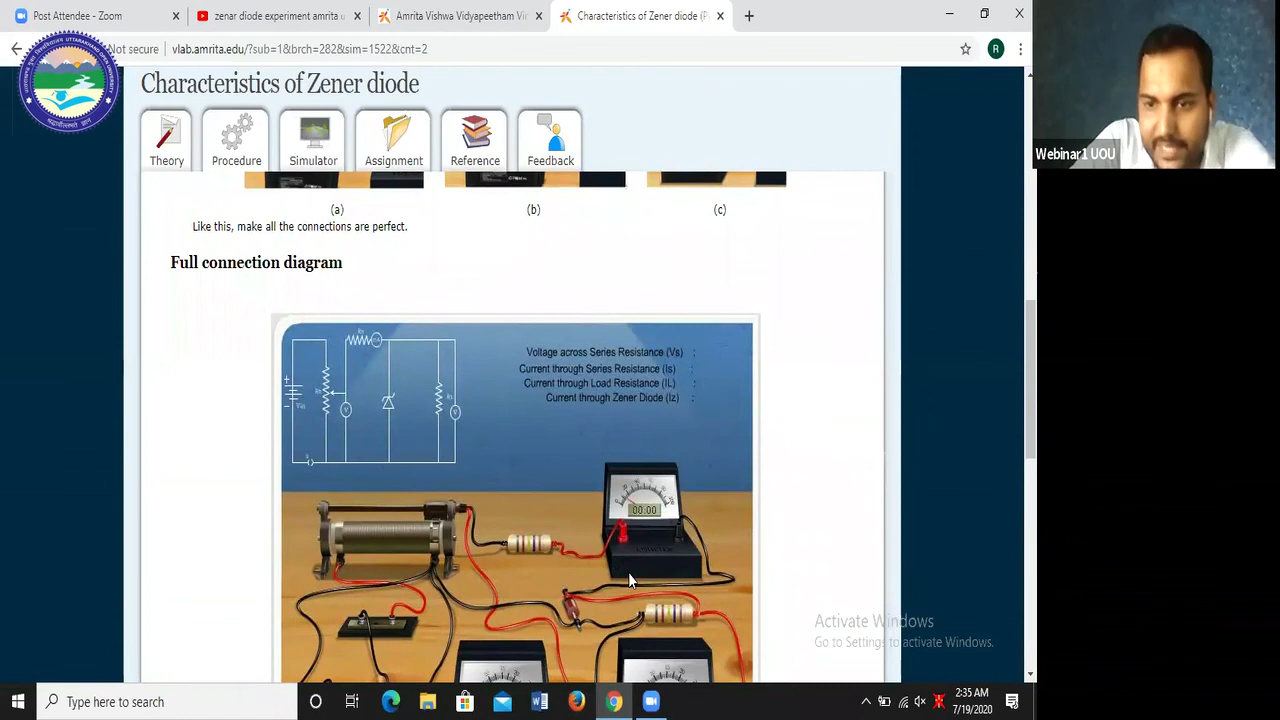 Post Attendee - Zoom
zenar diode experiment amrita u
Amrita Vishwa Vidyapeetham Vir
Characteristics of Zener diode (P
Not secure
vlab.amrita.edu/?sub=1&brch=282&sim=1522&cnt=2
R
Characteristics of Zener diode
Theory
Procedure
Simulator
Assignment
Reference
Feedback
Webinar1 UOU
(a)
(b)
(c)
Like this, make all the connections are perfect.
Full connection diagram
Voltage across Series Resistance (Vs) :
Current through Series Resistance (Is) :
Current through Load Resistance (IL) :
Current through Zener Diode (Iz) :
V
V
00:00
Activate Windows
Go to Settings to activate Windows.
Type here to search
2:35 AM
7/19/2020